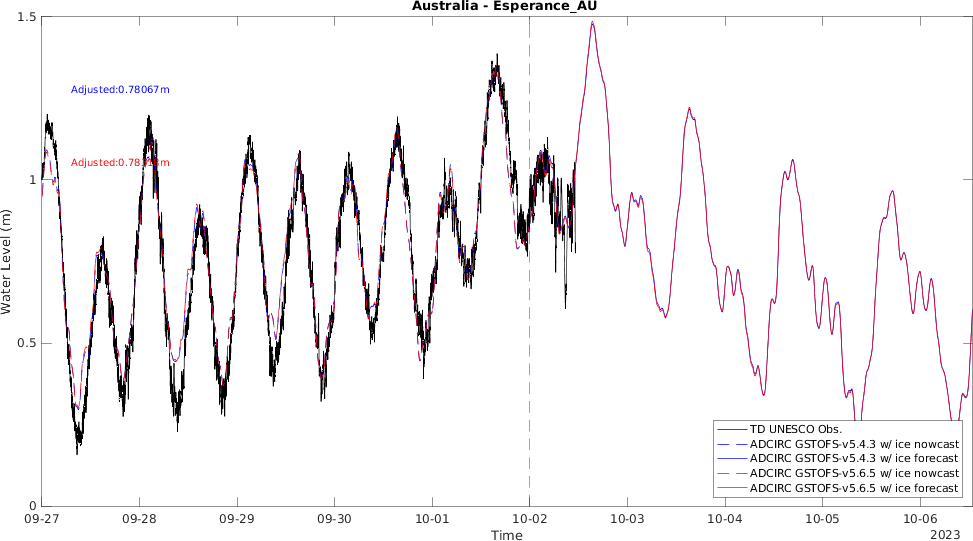 Australia - Esperance_AU
1.5
Adjusted:0.78067m
1
Water Level (m)
0.5
0
TD UNESCO Obs.
ADCIRC GSTOFS-v5.4.3 w/ ice nowcast
ADCIRC GSTOFS-v5.4.3 w/ ice forecast
ADCIRC GSTOFS-v5.6.5 w/ ice nowcast
ADCIRC GSTOFS-v5.6.5 w/ ice forecast
09-27 09-28 09-29 09-30 10-01 10-02 10-03 10-04 10-05 10-06
Time
2023